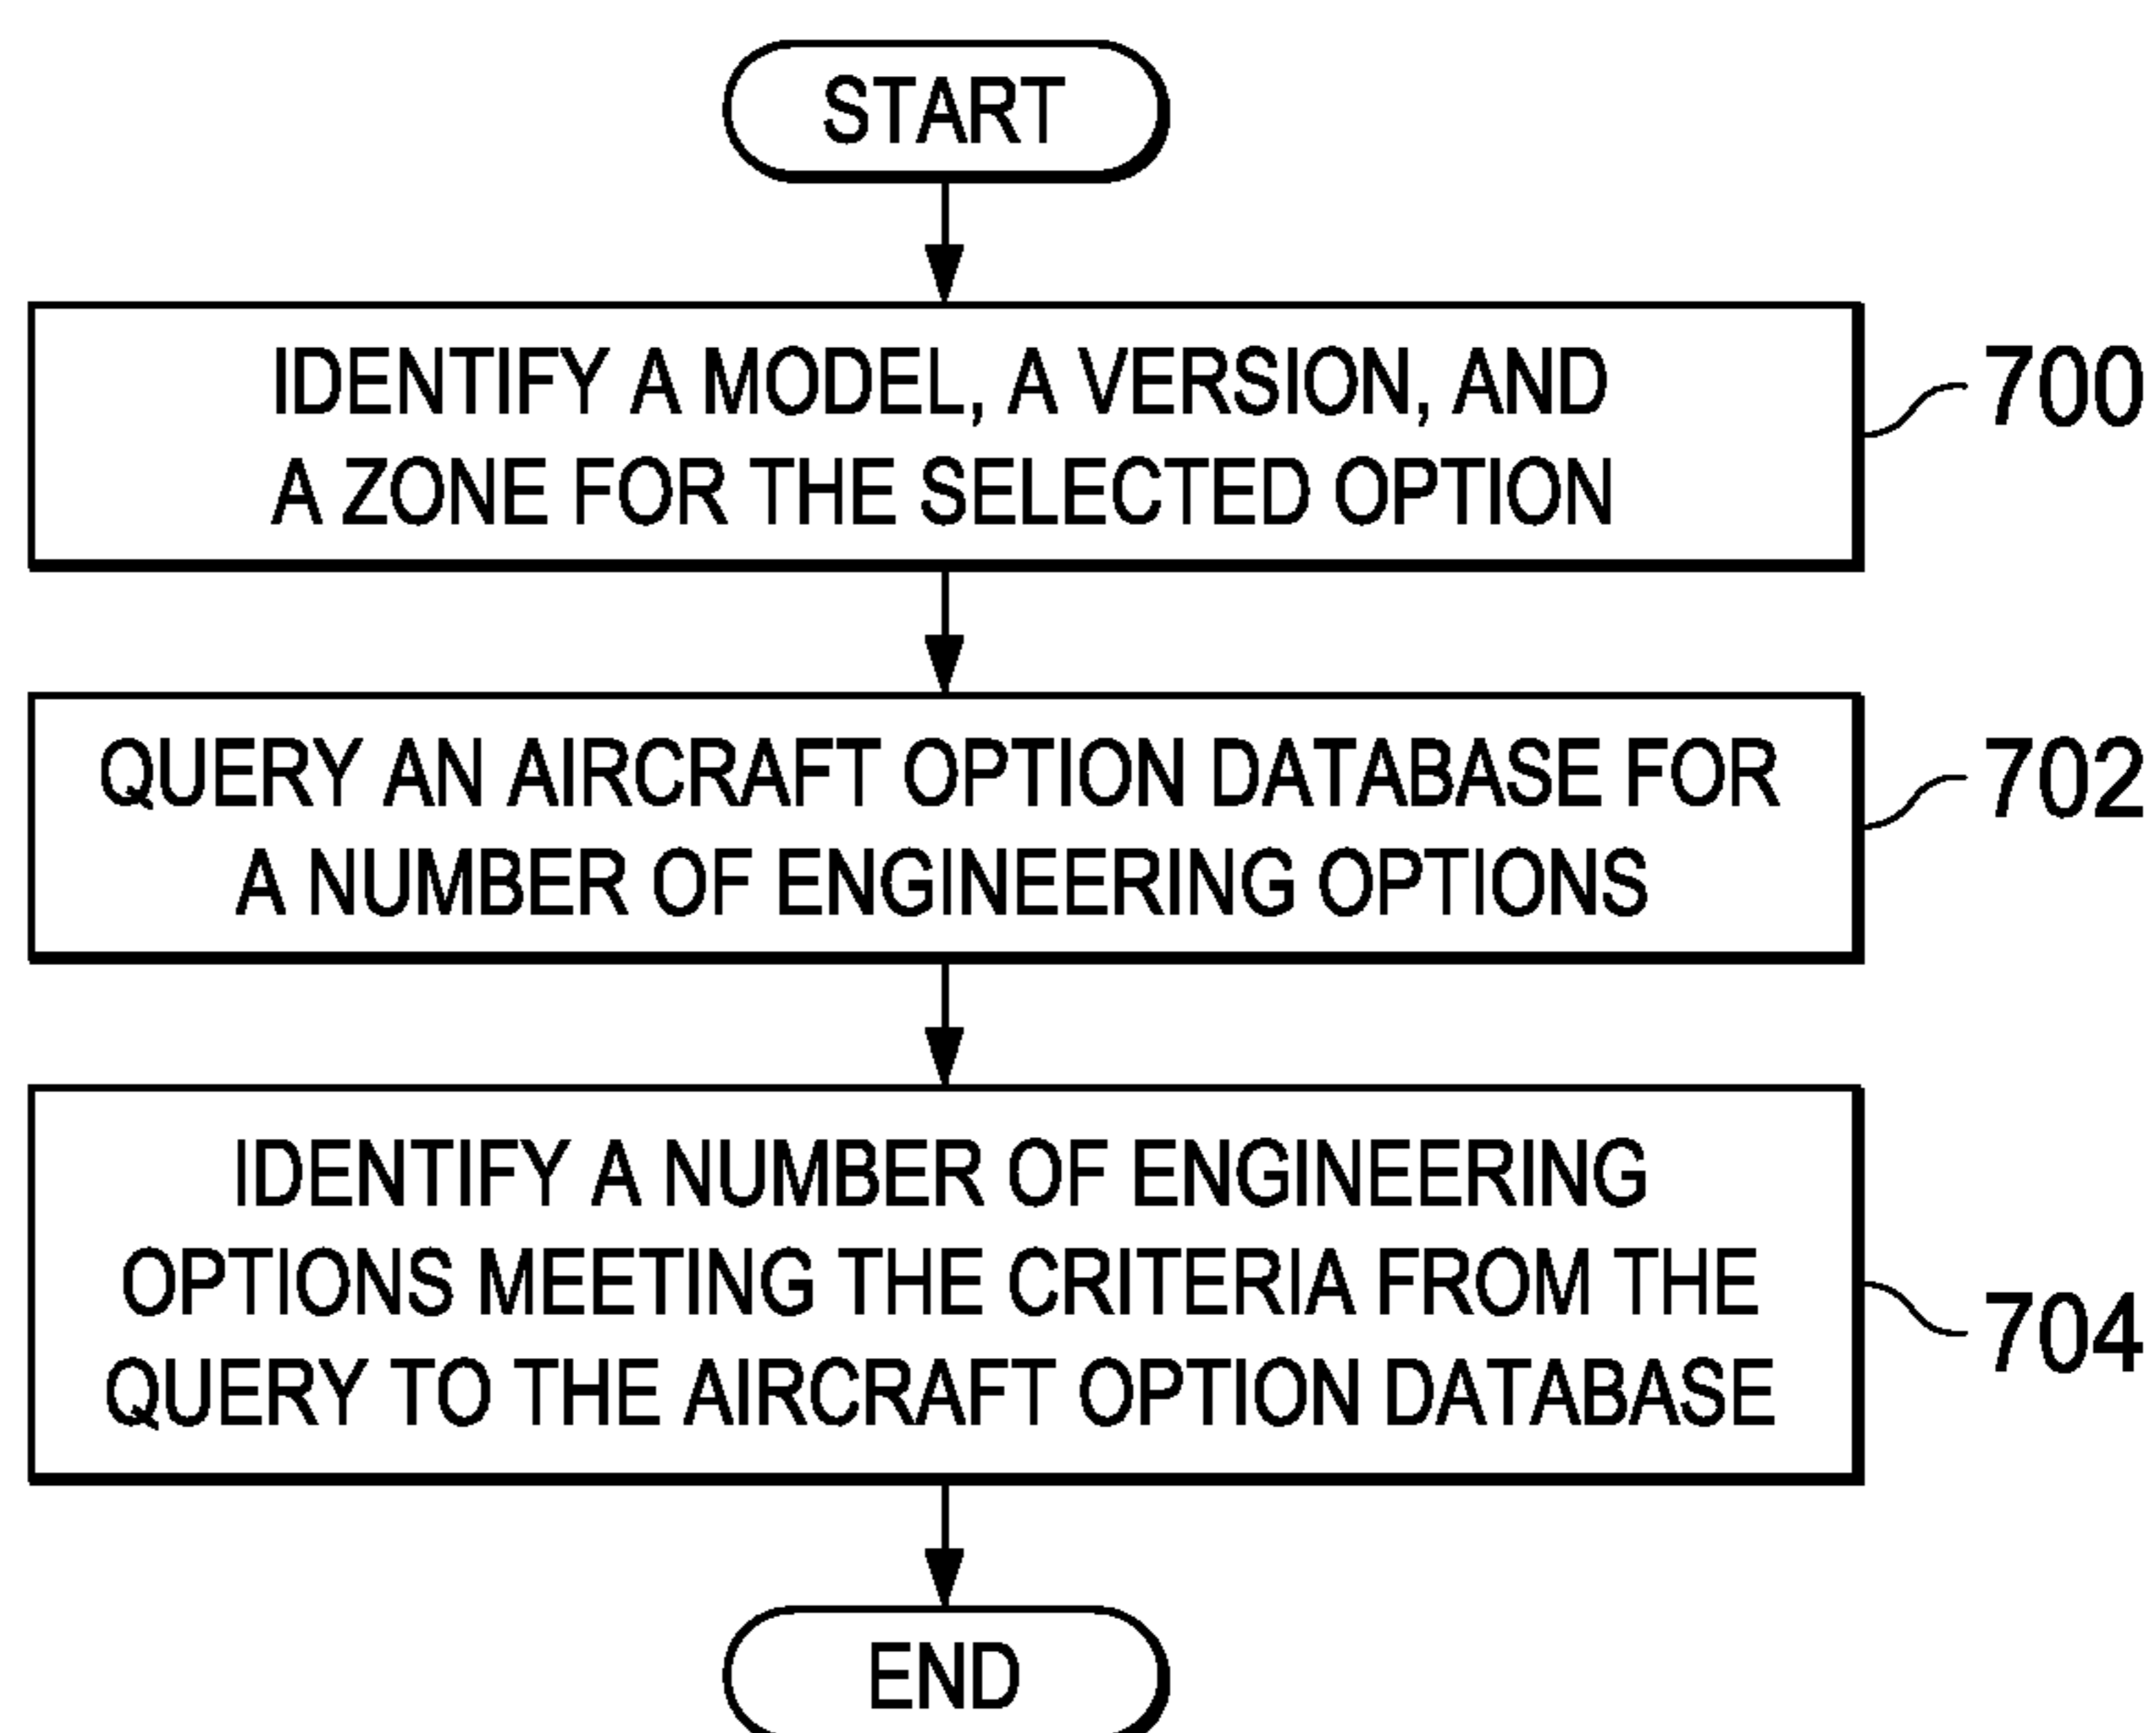 START
IDENTIFY A MODEL, A VERSION, AND
A ZONE FOR THE SELECTED OPTION
700
QUERY AN AIRCRAFT OPTION DATABASE FOR
A NUMBER OF ENGINEERING OPTIONS
702
IDENTIFY A NUMBER OF ENGINEERING
OPTIONS MEETING THE CRITERIA FROM THE
QUERY TO THE AIRCRAFT OPTION DATABASE
704
END